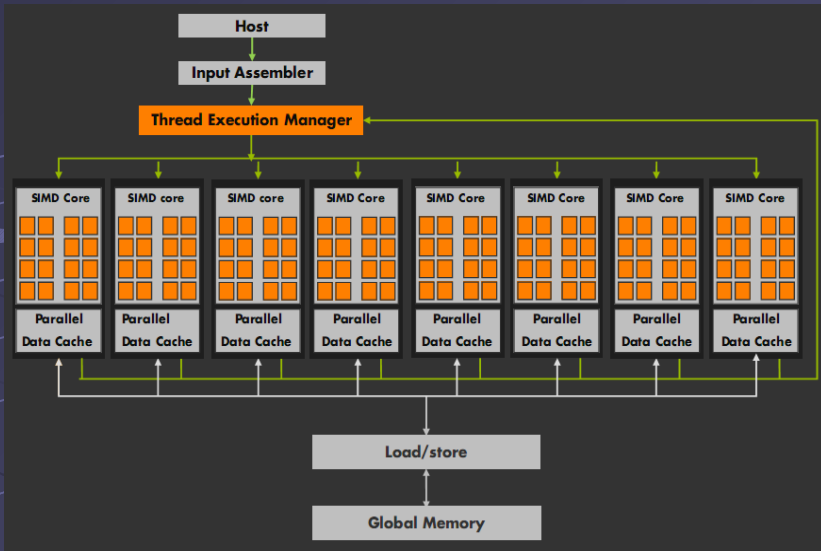 Host
Input Assembler
Thread Execution Manager
SIMD Core
SIMD core
SIMD core
SIMD Core
SIMD Core
SIMD Core
SIMD Core
SIMD Core
Parallel
Data Cache
Parallel
Data Cache
Parallel
Data Cache
Parallel
Data Cache
Parallel
Data Cache
Parallel
Data Cache
Parallel
Data Cache
Parallel
Data Cache
Load/store
Global Memory